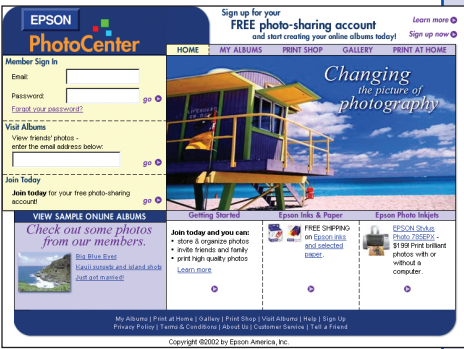 EPSON
PhotoCenter
Sign up for your
FREE photo-sharing account
and start creating your online albums today!
Learn more
Sign up now
HOME MY ALBUMS PRINT SHOP GALLERY PRINT AT HOME
Member Sign In
Email:
Password:
go
Forgot your password?
Changing
the picture of
photography
Visit Albums
View friends' photos -
enter the email address below:
go
Join Today
Join today for your free photo-sharing
account!
go
VIEW SAMPLE ONLINE ALBUMS
Check out some photos
from our members.
Big Blue Eyes
Kauii sunsets and island shots
Just got married!
Getting Started
Join today and you can:
• store & organize photos
• invite friends and family
• print high quality photos
Learn more
Epson Inks & Paper
FREE SHIPPING
on Epson inks
and selected
paper.
Epson Photo Inkjets
EPSON Stylus
Photo 785EPX -
$199! Print brilliant
photos with or
without a
computer.
My Albums | Print at Home | Gallery | Print Shop | Visit Albums | Help | Sign Up
Privacy Policy | Terms & Conditions | About Us | Customer Service | Tell a Friend
Copyright ©2002 by Epson America, Inc.